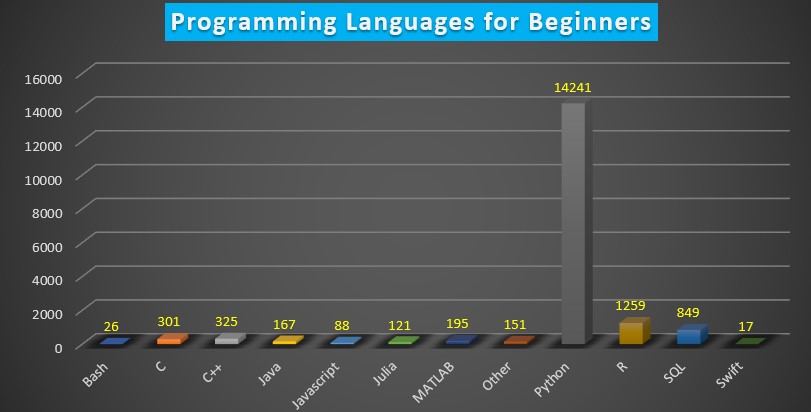 Programming Languages for Beginners
16000
14000
12000
10000
8000
6000
4000
2000
0
26
301
325
167
88
121
195
151
14241
1259
849
17
Bash
C
C++
Java
Javascript
Julia
MATLAB
Other
Python
R
SQL
Swift